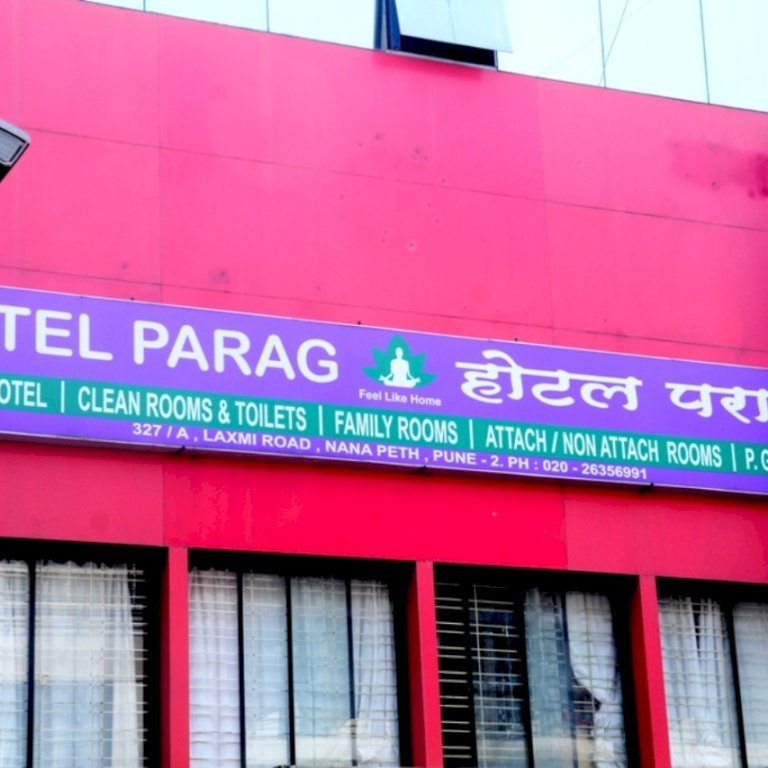 TEL PARAG
Feel Like Home
होटल परा
OTEL | CLEAN ROOMS & TOILETS | FAMILY ROOMS | ATTACH / NON ATTACH ROOMS | P. G
327 / A , LAXMI ROAD , NANA PETH , PUNE - 2. PH : 020 - 26356991